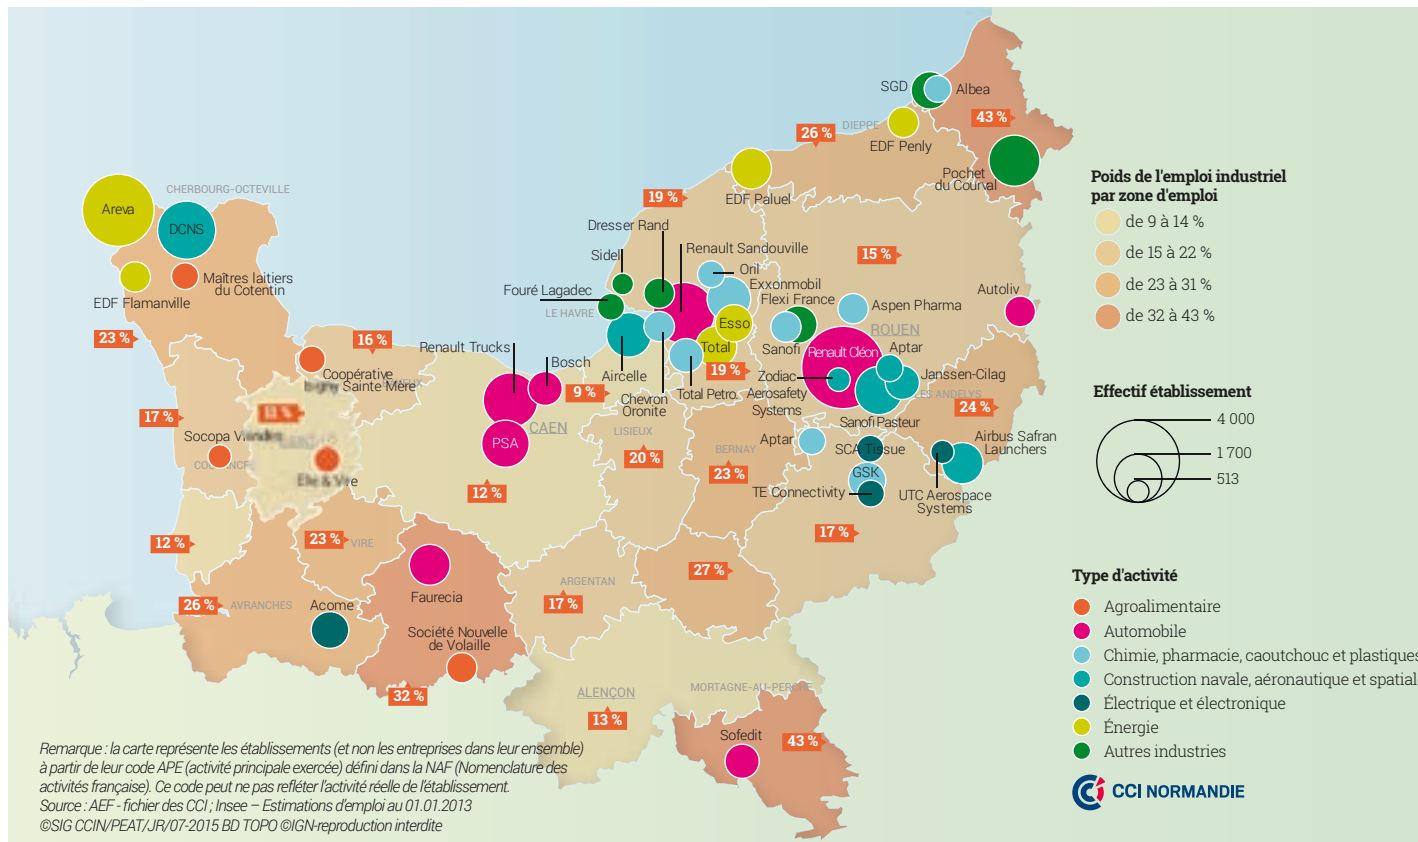 SGD
Albea
43 %
26 %
DIEPPE
EDF Penly
Pochet
du Courval
EDF Paluel
19 %
CHERBOURG-OCTEVILLE
Areva
DCNS
Maîtres laitiers
du Cotentin
EDF Flamanville
23 %
Dresser Rand
Renault Sandouville
Sidel
Oril
Exxonmobil
Fouré Lagadec
Flexi France
LE HAVRE
Esso
Total
15 %
Autoliv
Aspen Pharma
ROUEN
Sanofi
Renault Cléon
Aptar
16 %
Renault Trucks
Bosch
Coopérative
Sainte Mère
9 %
Aircelle
Chevron
Oronite
Total Petro.
19 %
Zodiac
Aerosafety
Systems
Janssen-Cilag
LES ANDELYS
24 %
Sanofi Pasteur
17 %
Socopa
CAEN
PSA
LISIEUX
20 %
BERNAY
23 %
Aptar
SCA Tissue
GSK
TE Connectivity
Airbus Safran
Launchers
UTC Aerospace
Systems
Elle & Vire
12 %
12 %
23 %
VIRE
17 %
27 %
Faurecia
ARGENTAN
17 %
26 %
AVRANCHES
Acome
Société Nouvelle
de Volaille
32 %
ALENÇON
13 %
MORTAGNE-AU-PERCHE
Sofedit
43 %
Poids de l'emploi industriel
par zone d'emploi
de 9 à 14 %
de 15 à 22 %
de 23 à 31 %
de 32 à 43 %
Effectif établissement
4 000
1 700
513
Type d'activité
Agroalimentaire
Automobile
Chimie, pharmacie, caoutchouc et plastiques
Construction navale, aéronautique et spatial
Électrique et électronique
Énergie
Autres industries
CCI NORMANDIE
Remarque : la carte représente les établissements (et non les entreprises dans leur ensemble)
à partir de leur code APE (activité principale exercée) défini dans la NAF (Nomenclature des
activités française). Ce code peut ne pas refléter l'activité réelle de l'établissement.
Source : AEF - fichier des CCI ; Insee – Estimations d'emploi au 01.01.2013
©SIG CCIN/PEAT/JR/07-2015 BD TOPO ©IGN-reproduction interdite